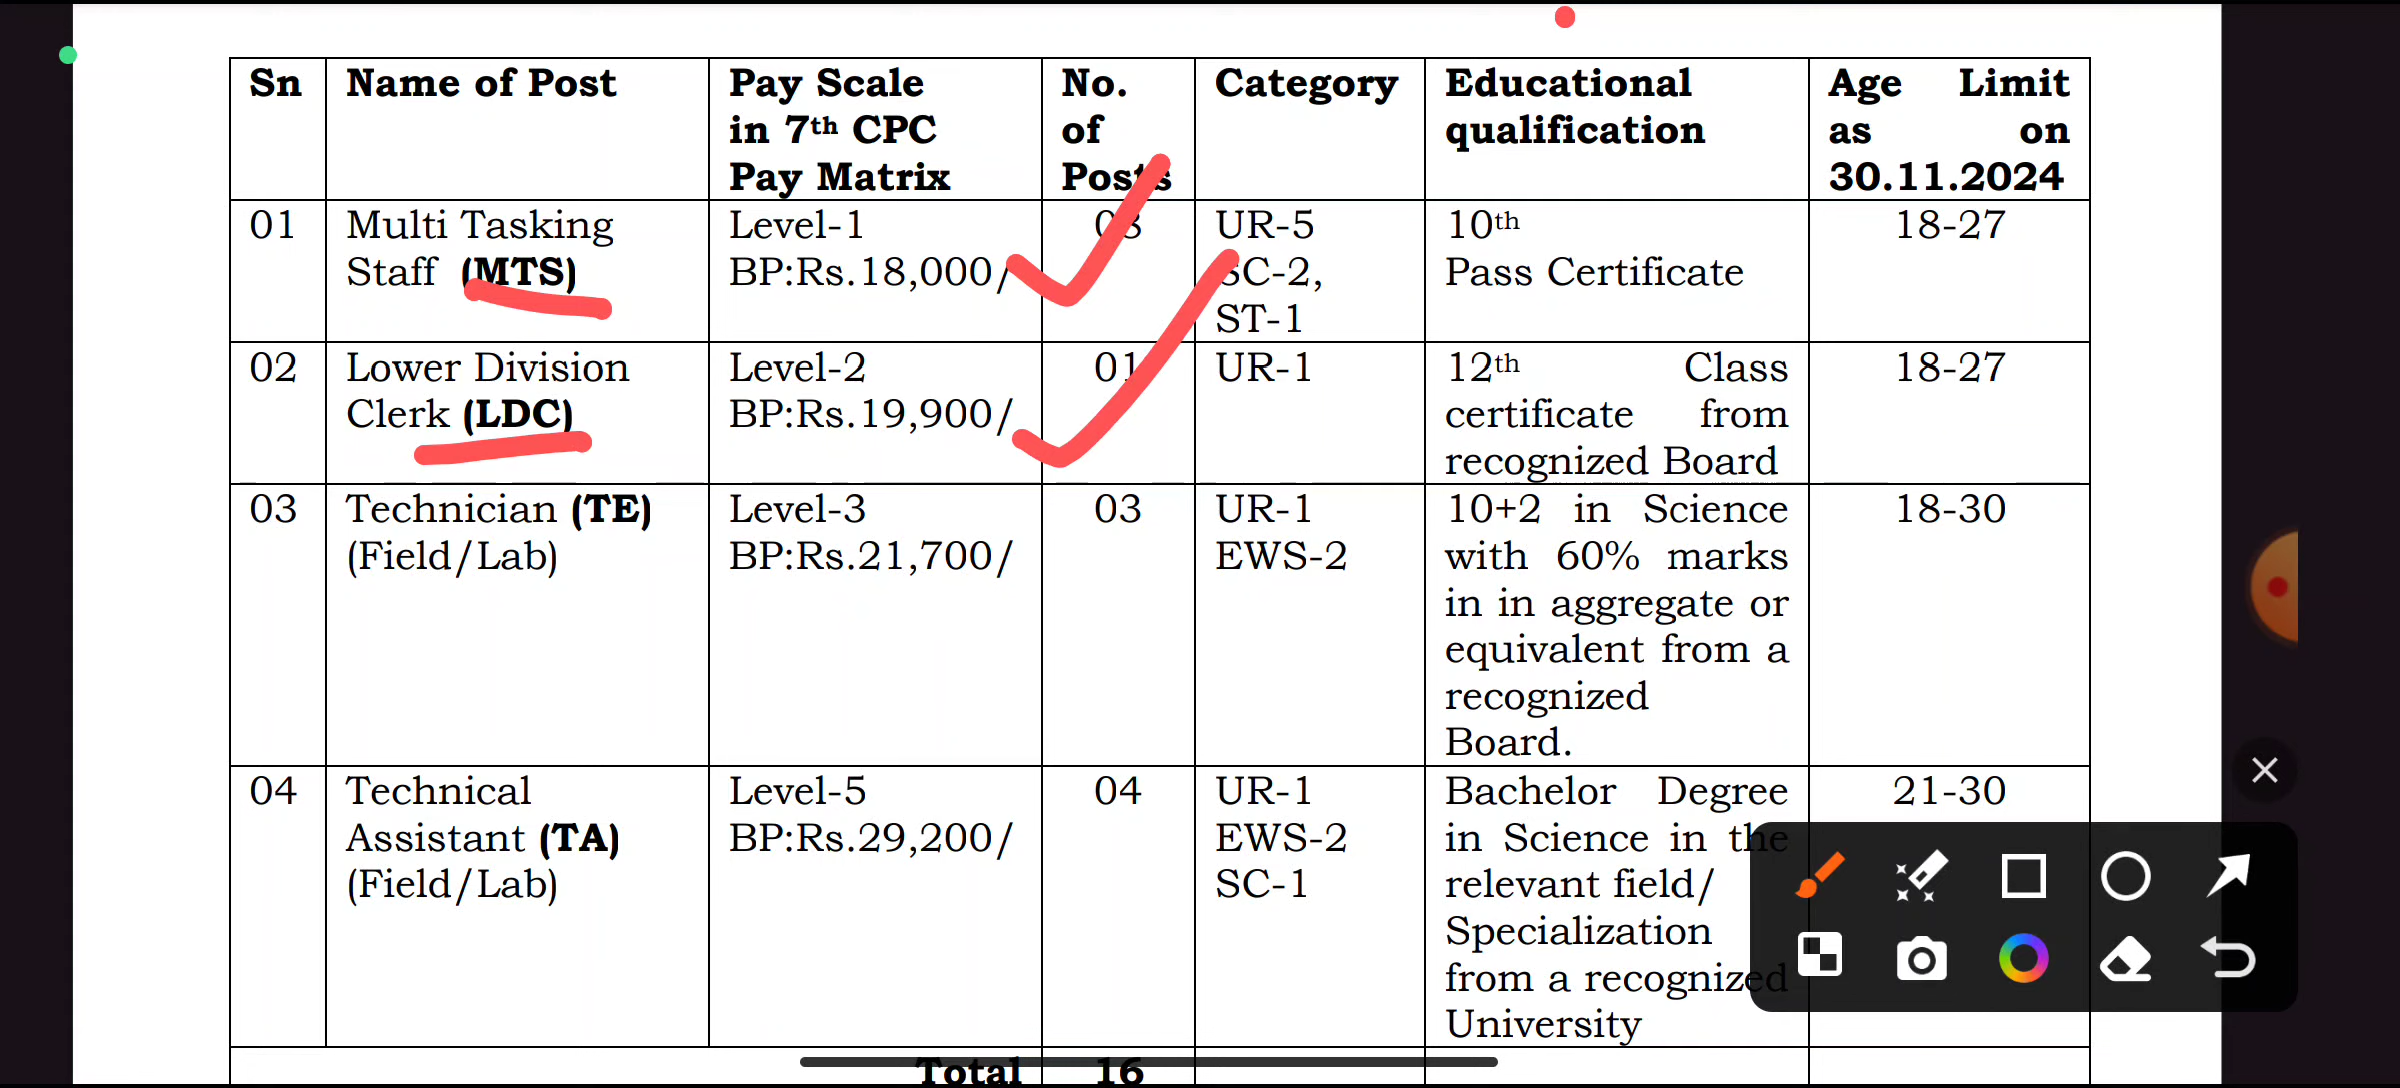 Sn Name of Post Pay Scale in 7th CPC Pay Matrix No. of Posts Category Educational qualification Age Limit as on 30.11.2024
01 Multi Tasking Staff (MTS) Level-1 BP:Rs.18,000/ 08 UR-5 SC-2, ST-1 10th Pass Certificate 18-27
02 Lower Division Clerk (LDC) Level-2 BP:Rs.19,900/ 01 UR-1 12th Class certificate from recognized Board 18-27
03 Technician (TE) (Field/Lab) Level-3 BP:Rs.21,700/ 03 UR-1 EWS-2 10+2 in Science with 60% marks in in aggregate or equivalent from a recognized Board. 18-30
04 Technical Assistant (TA) (Field/Lab) Level-5 BP:Rs.29,200/ 04 UR-1 EWS-2 SC-1 Bachelor Degree in Science in the relevant field/ Specialization from a recognized University 21-30
Total 16